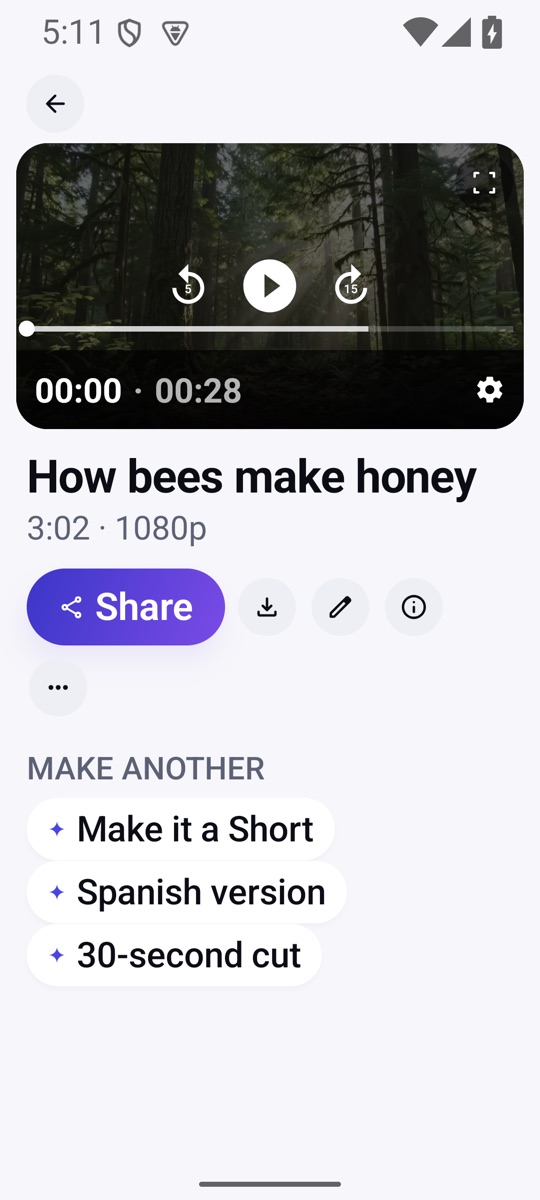 5:11
5
15
00:00 · 00:28
How bees make honey
3:02 · 1080p
Share
MAKE ANOTHER
Make it a Short
Spanish version
30-second cut